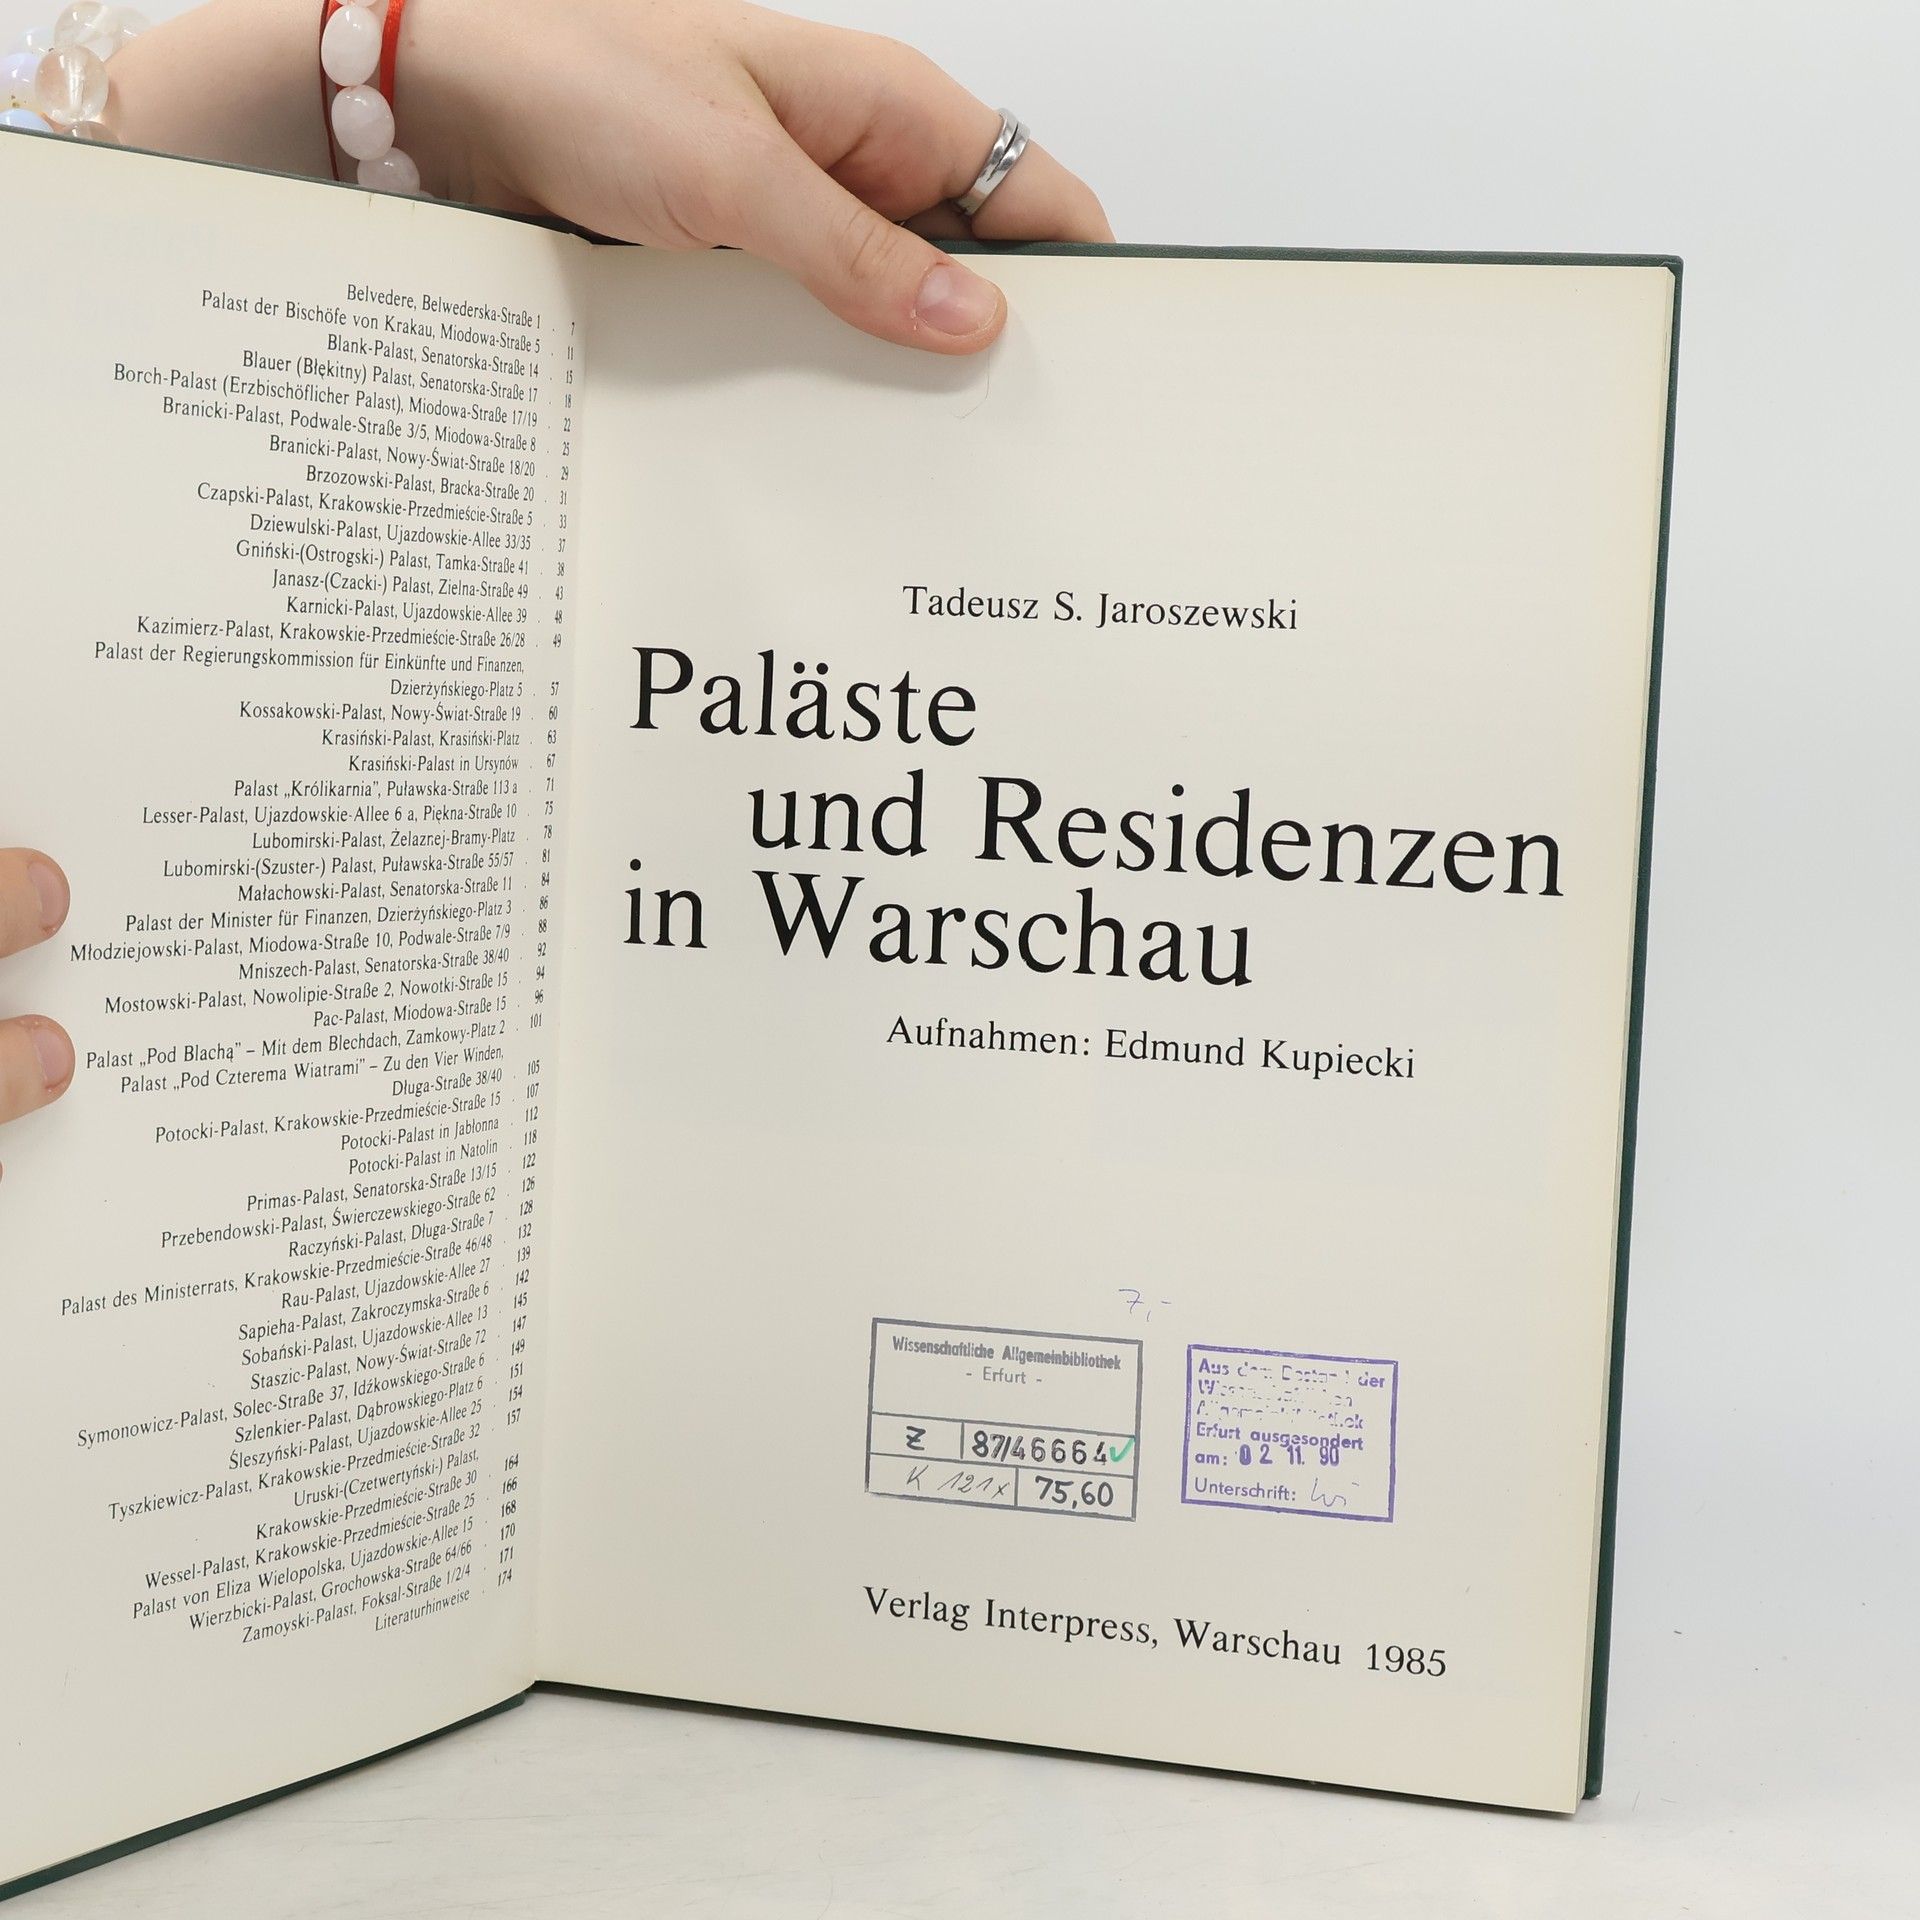 Belvedere, Belwederska-Straße 1 . 7
Palast der Bischöfe von Krakau, Miodowa-Straße 5 . 11
Blank-Palast, Senatorska-Straße 14 . 15
Blauer (Błękitny) Palast, Senatorska-Straße 17 . 18
Borch-Palast (Erzbischöflicher Palast), Miodowa-Straße 17/19 . 22
Branicki-Palast, Podwale-Straße 3/5, Miodowa-Straße 8 . 25
Branicki-Palast, Nowy-Świat-Straße 18/20 . 29
Brzozowski-Palast, Bracka-Straße 20 . 31
Czapski-Palast, Krakowskie-Przedmieście-Straße 5 . 33
Dziewulski-Palast, Ujazdowskie-Allee 33/35 . 37
Gniński-(Ostrogski-) Palast, Tamka-Straße 41 . 38
Janasz-(Czacki-) Palast, Zielna-Straße 49 . 43
Karnicki-Palast, Ujazdowskie-Allee 39 . 48
Kazimierz-Palast, Krakowskie-Przedmieście-Straße 26/28 . 49
Palast der Regierungskommission für Einkünfte und Finanzen,
Dzierżyńskiego-Platz 5 . 57
Kossakowski-Palast, Nowy-Świat-Straße 19 . 60
Krasiński-Palast, Krasiński-Platz . 63
Krasiński-Palast in Ursynów . 67
Palast „Królikarnia”, Puławska-Straße 113 a . 71
Lesser-Palast, Ujazdowskie-Allee 6 a, Piękna-Straße 10 . 75
Lubomirski-Palast, Żelaznej-Bramy-Platz . 78
Lubomirski-(Szuster-) Palast, Puławska-Straße 55/57 . 81
Małachowski-Palast, Senatorska-Straße 11 . 84
Palast der Minister für Finanzen, Dzierżyńskiego-Platz 3 . 86
Młodziejowski-Palast, Miodowa-Straße 10, Podwale-Straße 7/9 . 88
Mniszech-Palast, Senatorska-Straße 38/40 . 92
Mostowski-Palast, Nowolipie-Straße 2, Nowotki-Straße 15 . 94
Pac-Palast, Miodowa-Straße 15 . 96
Palast „Pod Blachą” – Mit dem Blechdach, Zamkowy-Platz 2 . 101
Palast „Pod Czterema Wiatrami” – Zu den Vier Winden,
Długa-Straße 38/40 . 105
Potocki-Palast, Krakowskie-Przedmieście-Straße 15 . 107
Potocki-Palast in Jabłonna . 112
Potocki-Palast in Natolin . 118
Primas-Palast, Senatorska-Straße 13/15 . 122
Przebendowski-Palast, Świerczewskiego-Straße 62 . 126
Raczyński-Palast, Długa-Straße 7 . 128
Palast des Ministerrats, Krakowskie-Przedmieście-Straße 46/48 . 132
Rau-Palast, Ujazdowskie-Allee 27 . 139
Sapieha-Palast, Zakroczymska-Straße 6 . 142
Sobański-Palast, Ujazdowskie-Allee 13 . 145
Staszic-Palast, Nowy-Świat-Straße 72 . 147
Symonowicz-Palast, Solec-Straße 37, Idźkowskiego-Straße 6 . 149
Szlenkier-Palast, Dąbrowskiego-Platz 6 . 151
Śleszyński-Palast, Ujazdowskie-Allee 25 . 154
Tyszkiewicz-Palast, Krakowskie-Przedmieście-Straße 32 . 157
Uruski-(Czetwertyński-) Palast,
Krakowskie-Przedmieście-Straße 30 . 164
Wessel-Palast, Krakowskie-Przedmieście-Straße 25 . 166
Palast von Eliza Wielopolska, Ujazdowskie-Allee 15 . 168
Wierzbicki-Palast, Grochowska-Straße 64/66 . 170
Zamoyski-Palast, Foksal-Straße 1/2/4 . 171
Literaturhinweise . 174
Tadeusz S. Jaroszewski
Paläste
und Residenzen
in Warschau
Aufnahmen: Edmund Kupiecki
7,-
Wissenschaftliche Allgemeinbibliothek
- Erfurt -
Z 87/46664 ✓
K 121x 75,60
Aus dem Bestand der
Wissenschaftlichen
Allgemeinbibliothek
Erfurt ausgesondert
am: 02. 11. 90
Unterschrift:
Verlag Interpress, Warschau 1985